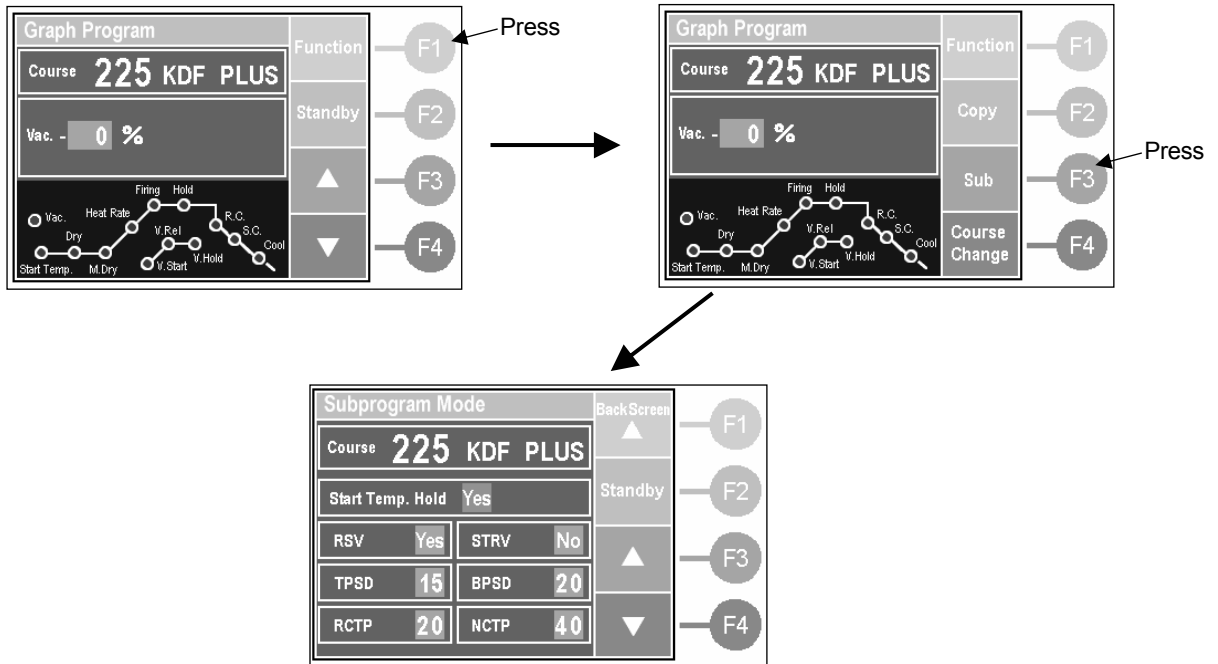 Graph Program
Function
F1
Press
Course 225 KDF PLUS
Standby
F2
Vac. - 0 %
▲
F3
▼
F4
Firing Hold
Vac.
Heat Rate
R.C.
Dry
V.Rel
S.C.
Cool
Start Temp.
M.Dry
V.Start
V.Hold
Graph Program
Function
F1
Course 225 KDF PLUS
Copy
F2
Vac. - 0 %
Press
Sub
F3
Course
Change
F4
Firing Hold
Vac.
Heat Rate
R.C.
Dry
V.Rel
S.C.
Cool
Start Temp.
M.Dry
V.Start
V.Hold
Subprogram Mode
BackScreen
▲
F1
Course 225 KDF PLUS
Start Temp. Hold Yes
Standby
F2
RSV Yes STRV No
▲
F3
TPSD 15 BPSD 20
RCTP 20 NCTP 40
▼
F4